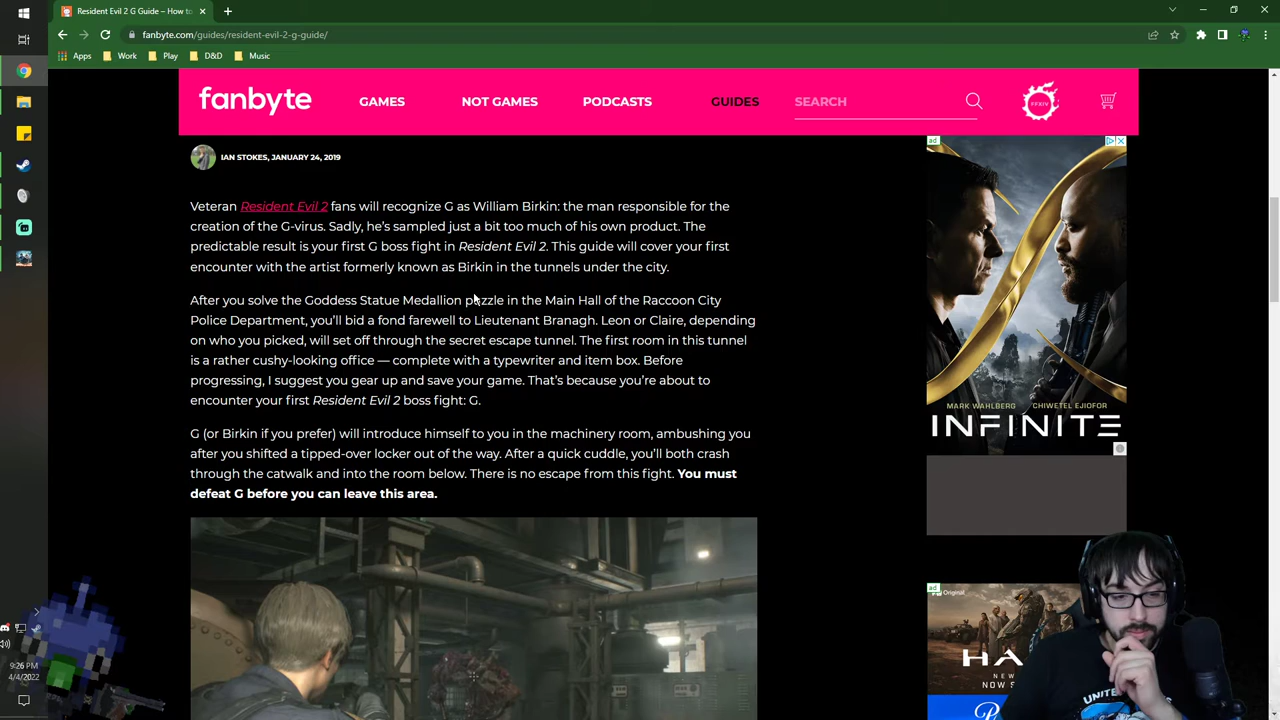 Resident Evil 2 G Guide – How to
fanbyte.com/guides/resident-evil-2-g-guide/
Apps Work Play D&D Music
fanbyte GAMES NOT GAMES PODCASTS GUIDES SEARCH FFXIV
IAN STOKES, JANUARY 24, 2019
Veteran Resident Evil 2 fans will recognize G as William Birkin: the man responsible for the
creation of the G-virus. Sadly, he's sampled just a bit too much of his own product. The
predictable result is your first G boss fight in Resident Evil 2. This guide will cover your first
encounter with the artist formerly known as Birkin in the tunnels under the city.
After you solve the Goddess Statue Medallion puzzle in the Main Hall of the Raccoon City
Police Department, you'll bid a fond farewell to Lieutenant Branagh. Leon or Claire, depending
on who you picked, will set off through the secret escape tunnel. The first room in this tunnel
is a rather cushy-looking office — complete with a typewriter and item box. Before
progressing, I suggest you gear up and save your game. That's because you're about to
encounter your first Resident Evil 2 boss fight: G.
G (or Birkin if you prefer) will introduce himself to you in the machinery room, ambushing you
after you shifted a tipped-over locker out of the way. After a quick cuddle, you'll both crash
through the catwalk and into the room below. There is no escape from this fight. You must
defeat G before you can leave this area.
ad
MARK WAHLBERG CHIWETEL EJIOFOR
INFINITE
ad
Original
HA
NEW
NOW S
P
UNITE
9:26 PM
4/4/2022